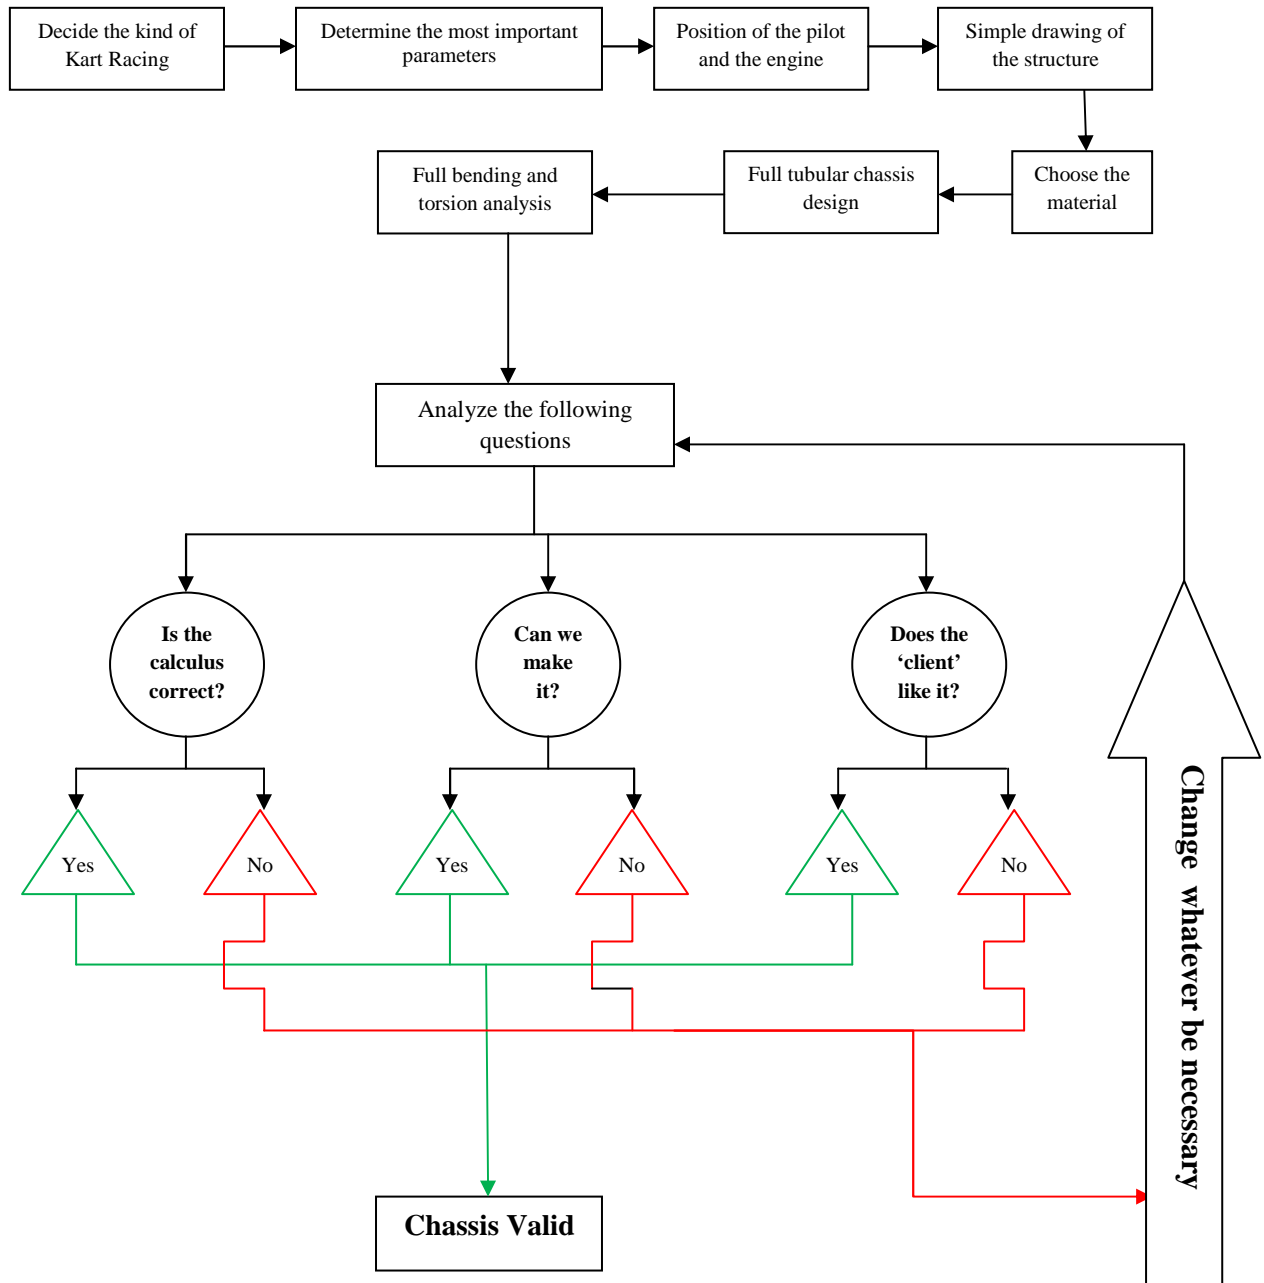 Decide the kind of
Kart Racing
Determine the most important
parameters
Position of the pilot
and the engine
Simple drawing of
the structure
Full bending and
torsion analysis
Full tubular chassis
design
Choose the
material
Analyze the following
questions
Is the
calculus
correct?
Can we
make
it?
Does the
‘client’
like it?
Yes
No
Yes
No
Yes
No
Change whatever be necessary
Chassis Valid